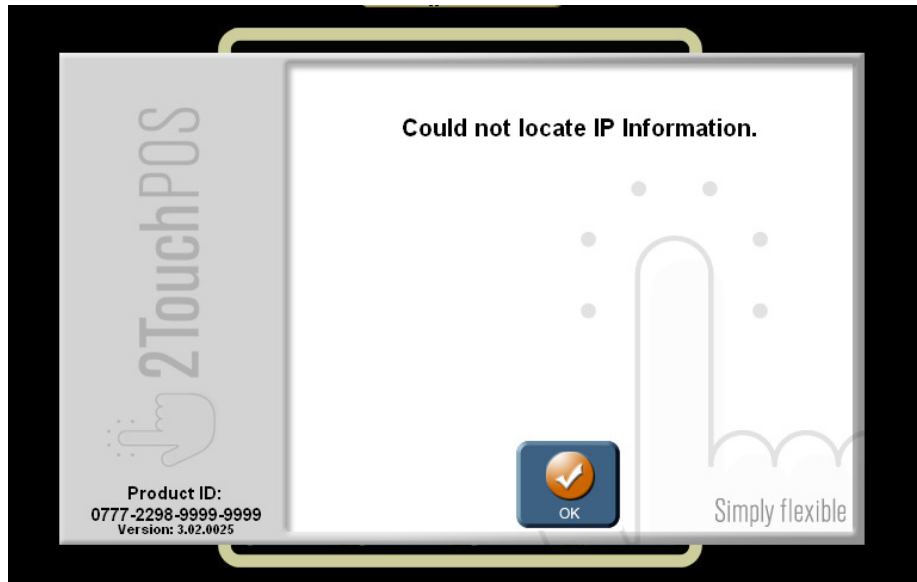 Could not locate IP Information.
2TouchPOS
Product ID:
0777-2298-9999-9999
Version: 3.02.0025
OK
Simply flexible